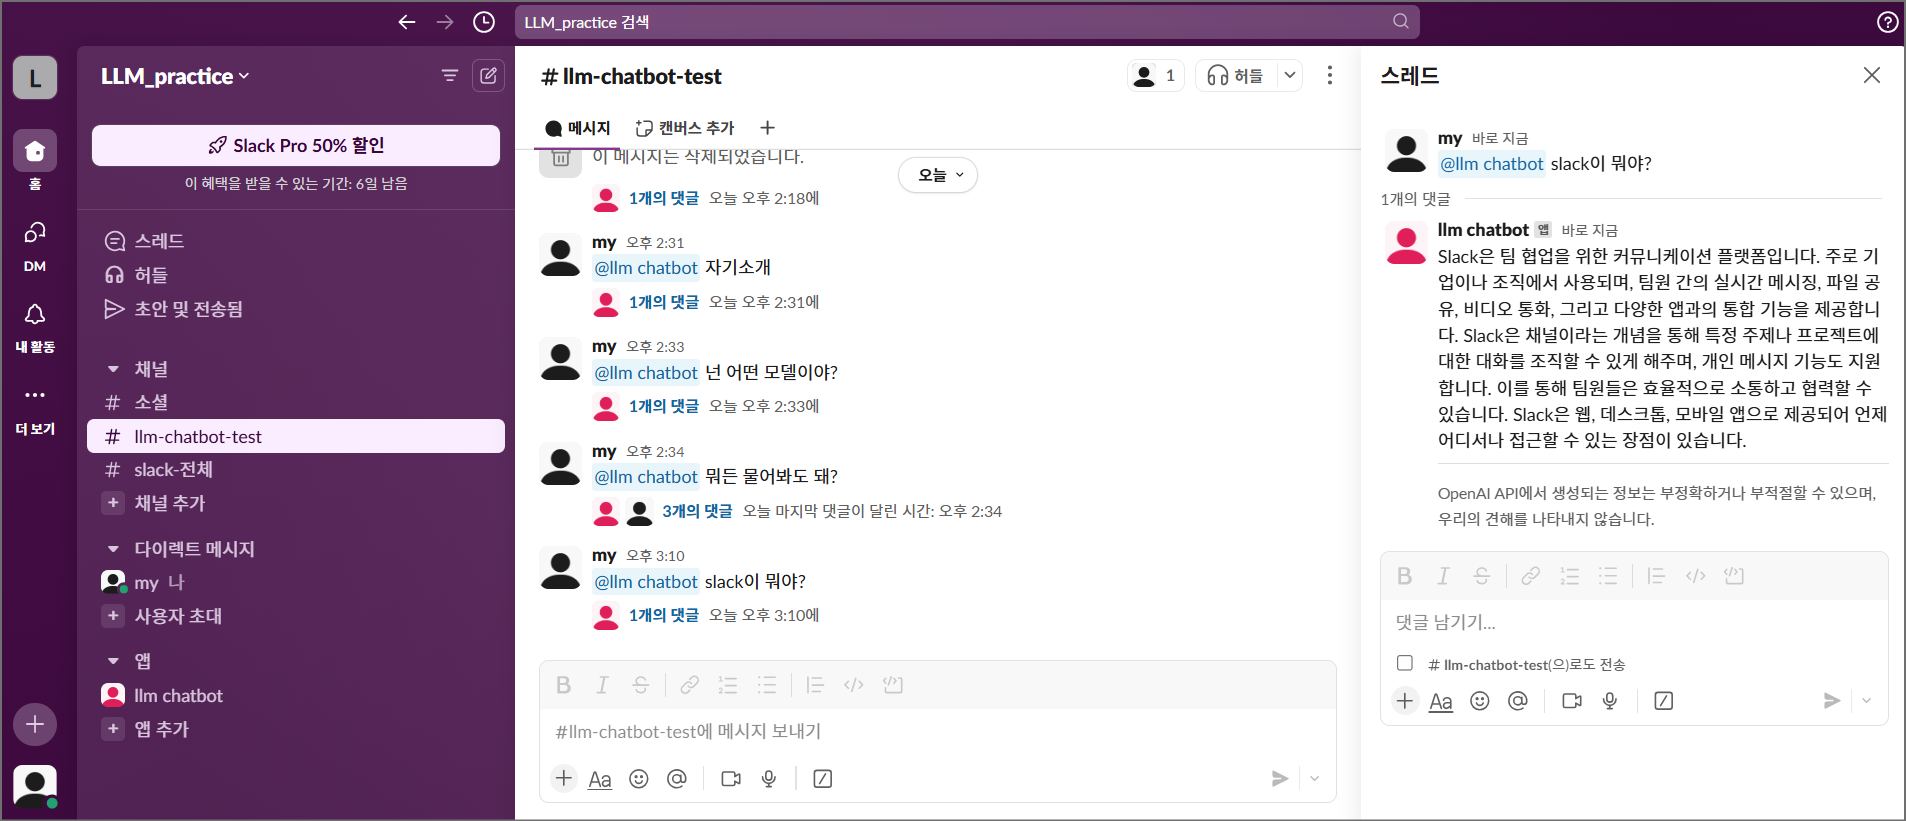 LLM_practice 검색
L
홈
DM
내 활동
더 보기
LLM_practice
Slack Pro 50% 할인
이 혜택을 받을 수 있는 기간: 6일 남음
스레드
허들
초안 및 전송됨
채널
# 소셜
# llm-chatbot-test
# slack-전체
+ 채널 추가
다이렉트 메시지
my 나
+ 사용자 초대
앱
llm chatbot
+ 앱 추가
# llm-chatbot-test
1
허들
메시지
캔버스 추가
+
이 메시지는 삭제되었습니다.
오늘
1개의 댓글 오늘 오후 2:18에
my 오후 2:31
@llm chatbot 자기소개
1개의 댓글 오늘 오후 2:31에
my 오후 2:33
@llm chatbot 넌 어떤 모델이야?
1개의 댓글 오늘 오후 2:33에
my 오후 2:34
@llm chatbot 뭐든 물어봐도 돼?
3개의 댓글 오늘 마지막 댓글이 달린 시간: 오후 2:34
my 오후 3:10
@llm chatbot slack이 뭐야?
1개의 댓글 오늘 오후 3:10에
B I S
#llm-chatbot-test에 메시지 보내기
+ Aa @
스레드
my 바로 지금
@llm chatbot slack이 뭐야?
1개의 댓글
llm chatbot 앱 바로 지금
Slack은 팀 협업을 위한 커뮤니케이션 플랫폼입니다. 주로 기
업이나 조직에서 사용되며, 팀원 간의 실시간 메시징, 파일 공
유, 비디오 통화, 그리고 다양한 앱과의 통합 기능을 제공합니
다. Slack은 채널이라는 개념을 통해 특정 주제나 프로젝트에
대한 대화를 조직할 수 있게 해주며, 개인 메시지 기능도 지원
합니다. 이를 통해 팀원들은 효율적으로 소통하고 협력할 수
있습니다. Slack은 웹, 데스크톱, 모바일 앱으로 제공되어 언제
어디서나 접근할 수 있는 장점이 있습니다.
OpenAI API에서 생성되는 정보는 부정확하거나 부적절할 수 있으며,
우리의 견해를 나타내지 않습니다.
B I S
댓글 남기기...
# llm-chatbot-test(으)로도 전송
+ Aa @